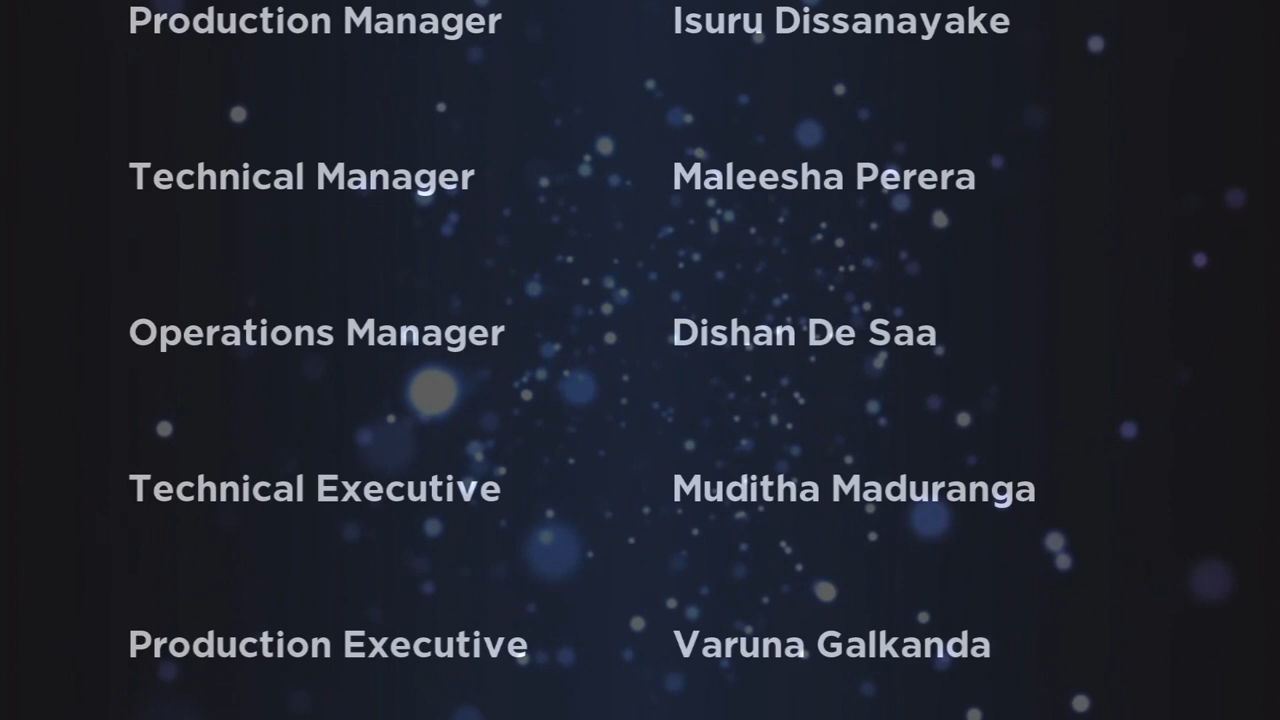 Production Manager Isuru Dissanayake
Technical Manager Maleesha Perera
Operations Manager Dishan De Saa
Technical Executive Muditha Maduranga
Production Executive Varuna Galkanda